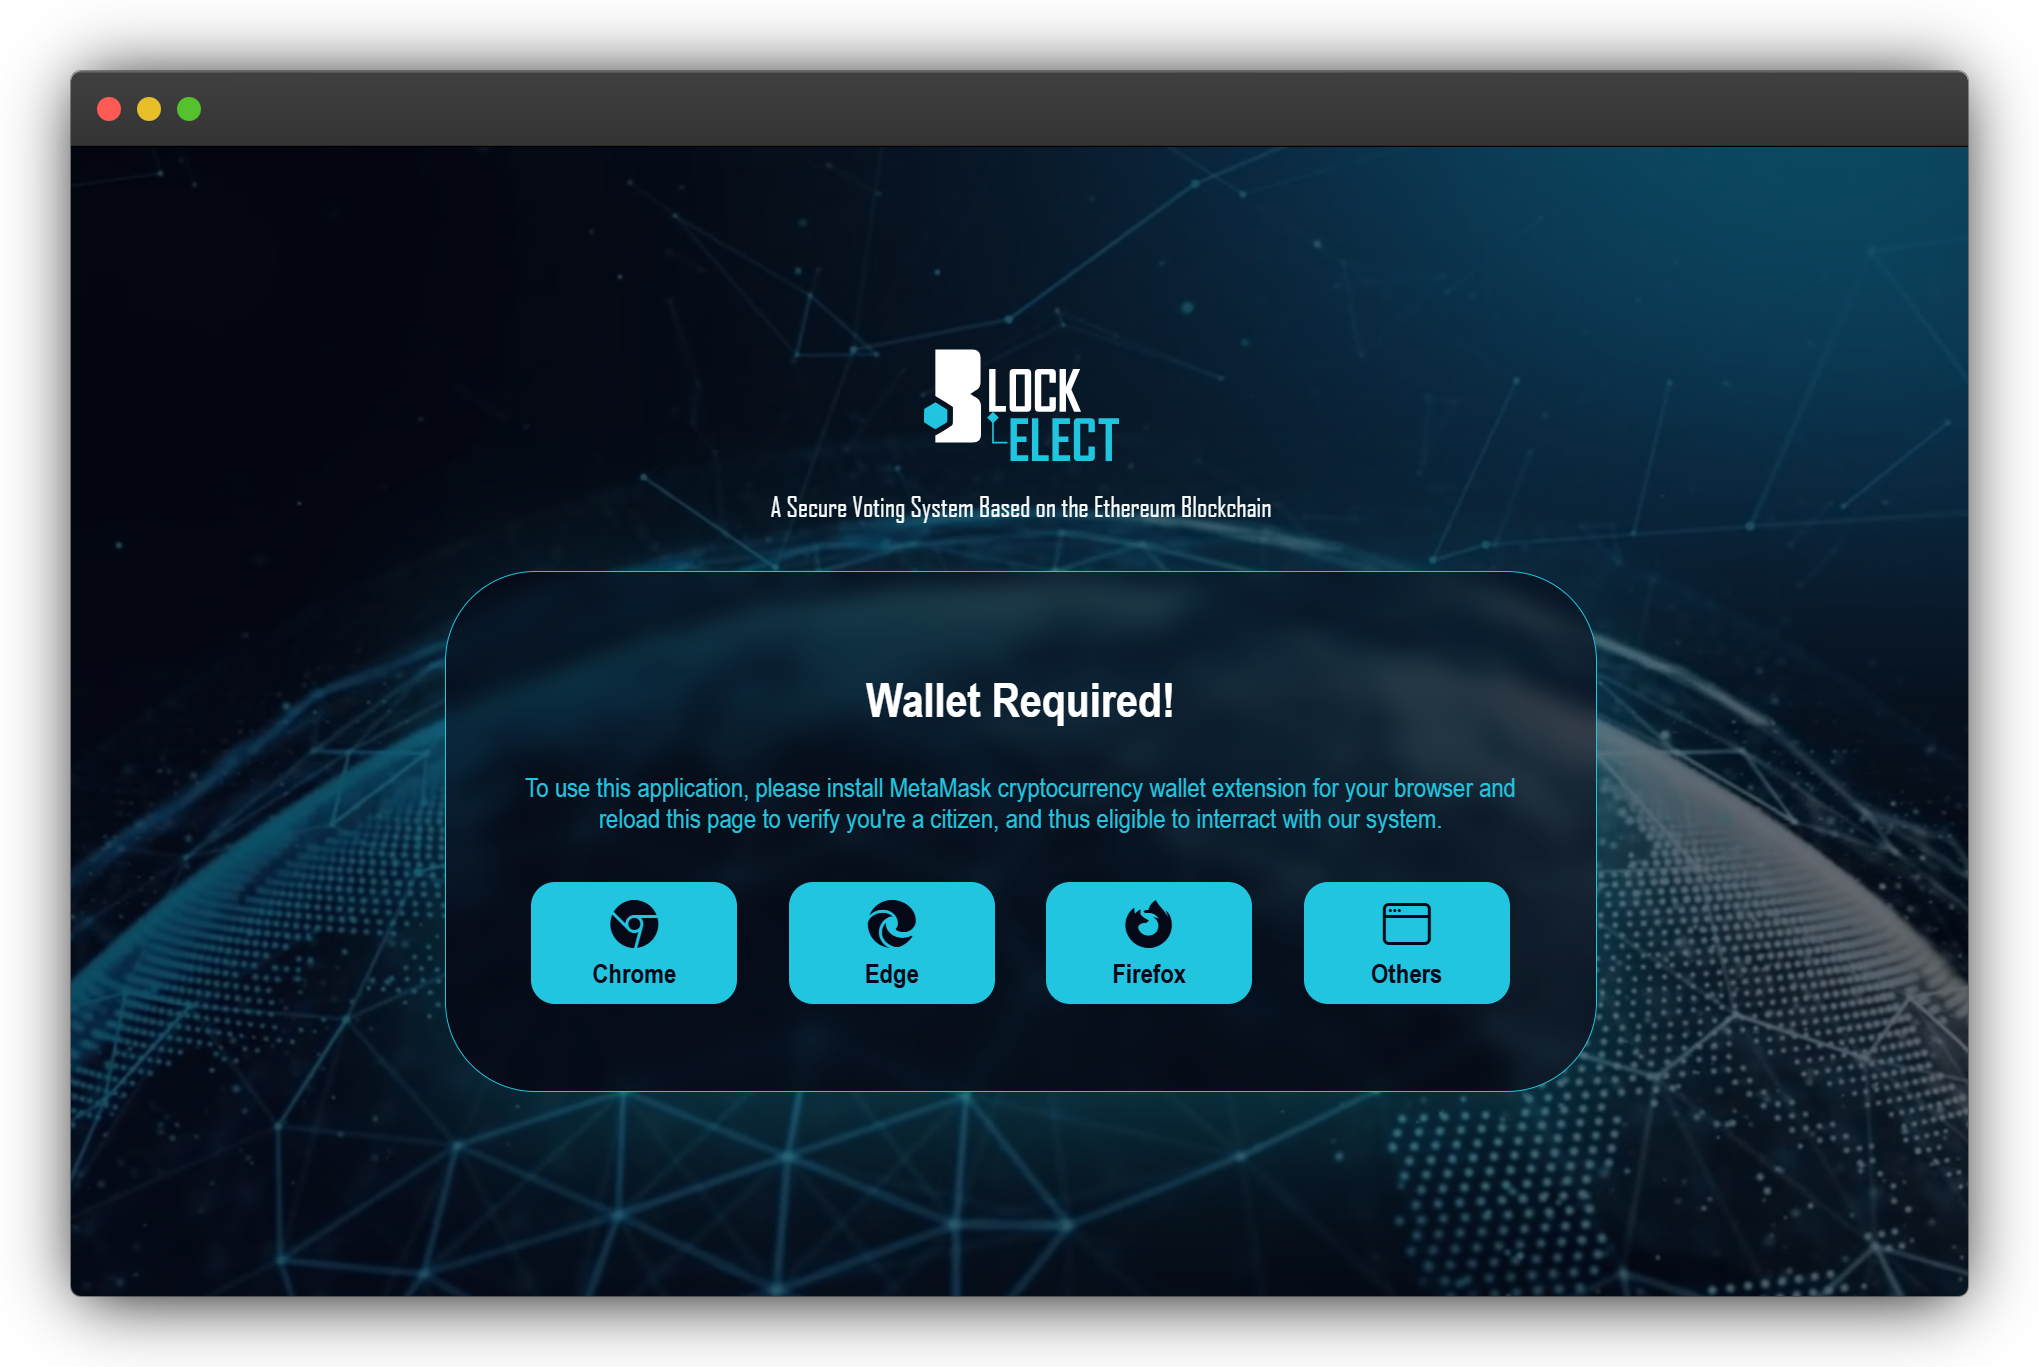 BLOCK
ELECT
A Secure Voting System Based on the Ethereum Blockchain
Wallet Required!
To use this application, please install MetaMask cryptocurrency wallet extension for your browser and
reload this page to verify you're a citizen, and thus eligible to interract with our system.
Chrome
Edge
Firefox
Others